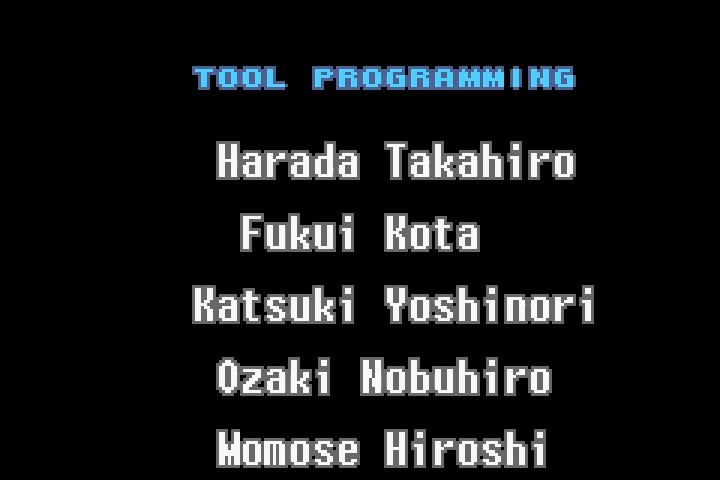 TOOL PROGRAMMING
Harada Takahiro
Fukui Kota
Katsuki Yoshinori
Ozaki Nobuhiro
Momose Hiroshi